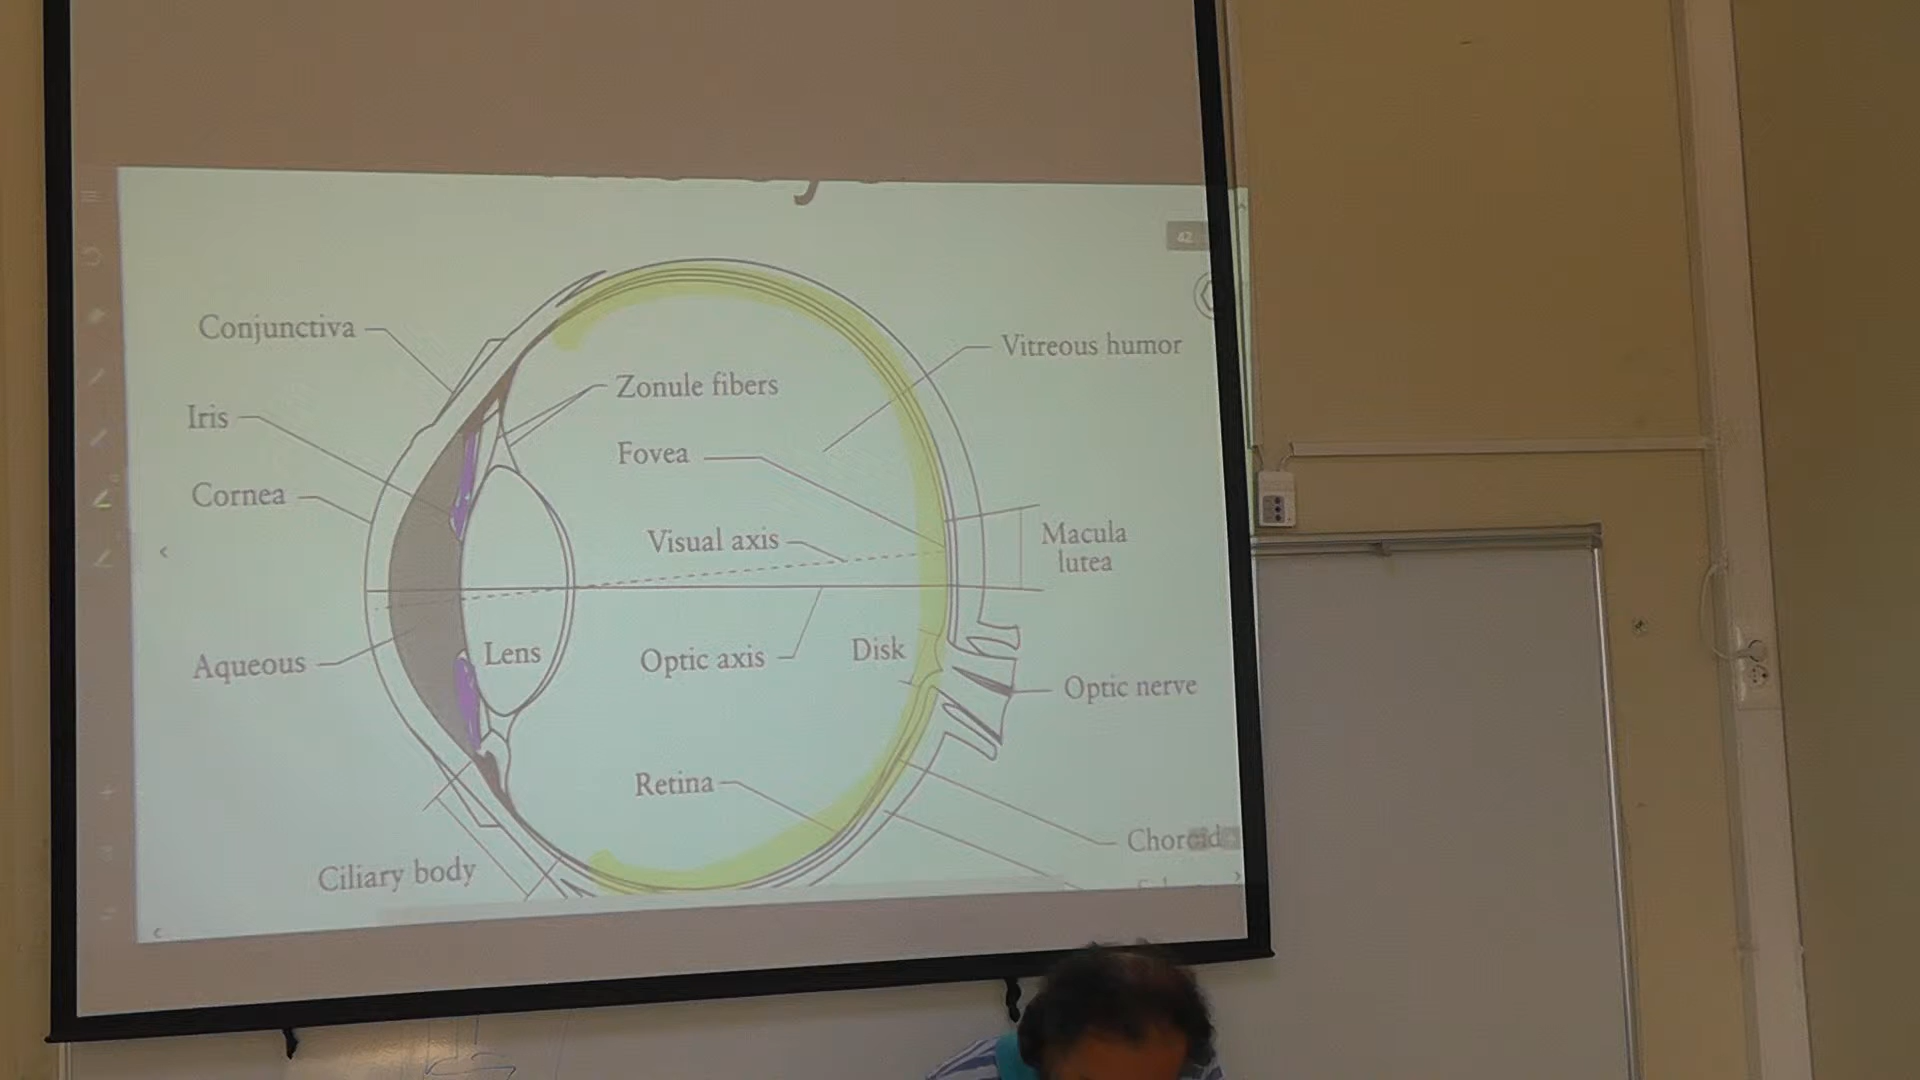 42
Conjunctiva
Vitreous humor
Zonule fibers
Iris
Fovea
Cornea
Visual axis
Macula
lutea
Aqueous
Lens
Optic axis
Disk
Optic nerve
Retina
Choroid
Ciliary body